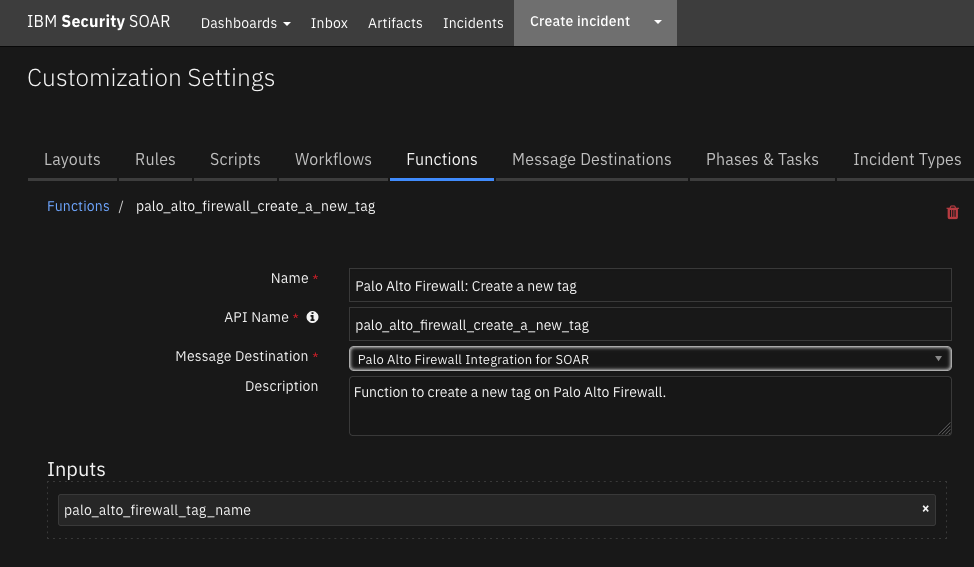 IBM Security SOAR Dashboards Inbox Artifacts Incidents Create incident
Customization Settings
Layouts Rules Scripts Workflows Functions Message Destinations Phases & Tasks Incident Types
Functions / palo_alto_firewall_create_a_new_tag
Name * Palo Alto Firewall: Create a new tag
API Name * palo_alto_firewall_create_a_new_tag
Message Destination * Palo Alto Firewall Integration for SOAR
Description Function to create a new tag on Palo Alto Firewall.
Inputs
palo_alto_firewall_tag_name ×